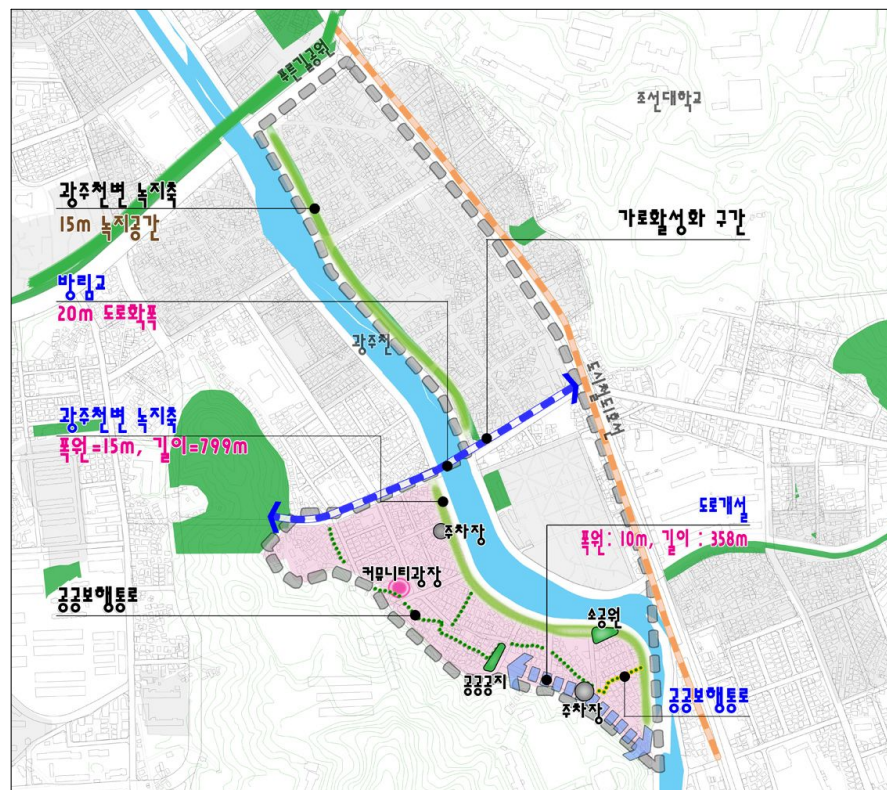 푸른길공원
조선대학교
광주천변 녹지축
15m 녹지공간
가로활성화 구간
방림교
20m 도로확폭
광주천
도시철도2호선
광주천변 녹지축
폭원=15m, 길이=799m
도로개설
폭원: 10m, 길이 : 358m
주차장
커뮤니티광장
공공보행통로
소공원
공공공지
주차장
공공보행통로